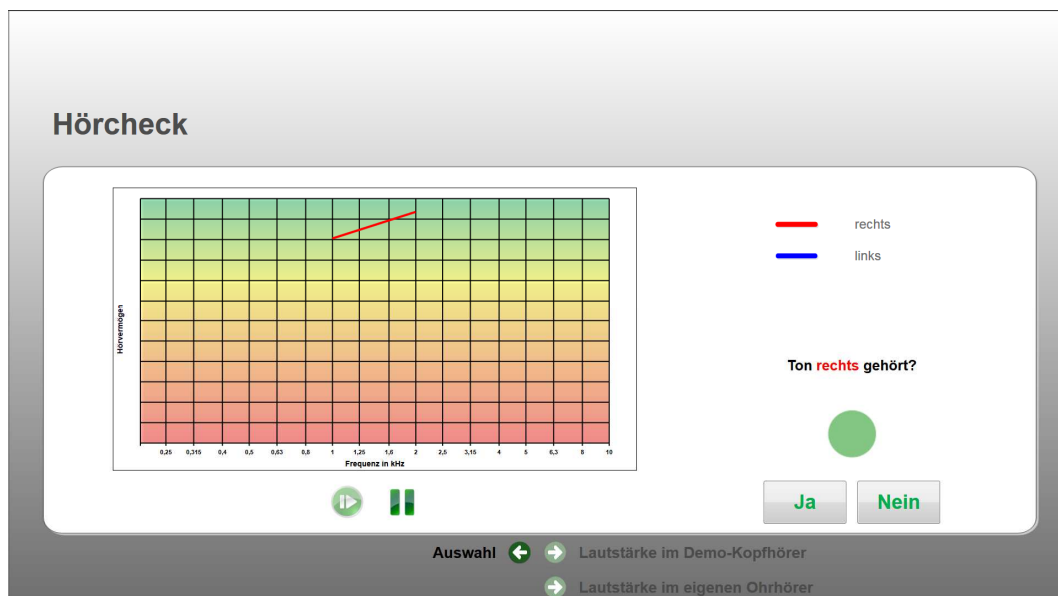 Hörcheck
rechts
links
Hörvermögen
Ton rechts gehört?
0,25 0,315 0,4 0,5 0,63 0,8 1 1,25 1,6 2 2,5 3,15 4 5 6,3 8 10
Frequenz in kHz
Ja Nein
Auswahl Lautstärke im Demo-Kopfhörer
Lautstärke im eigenen Ohrhörer